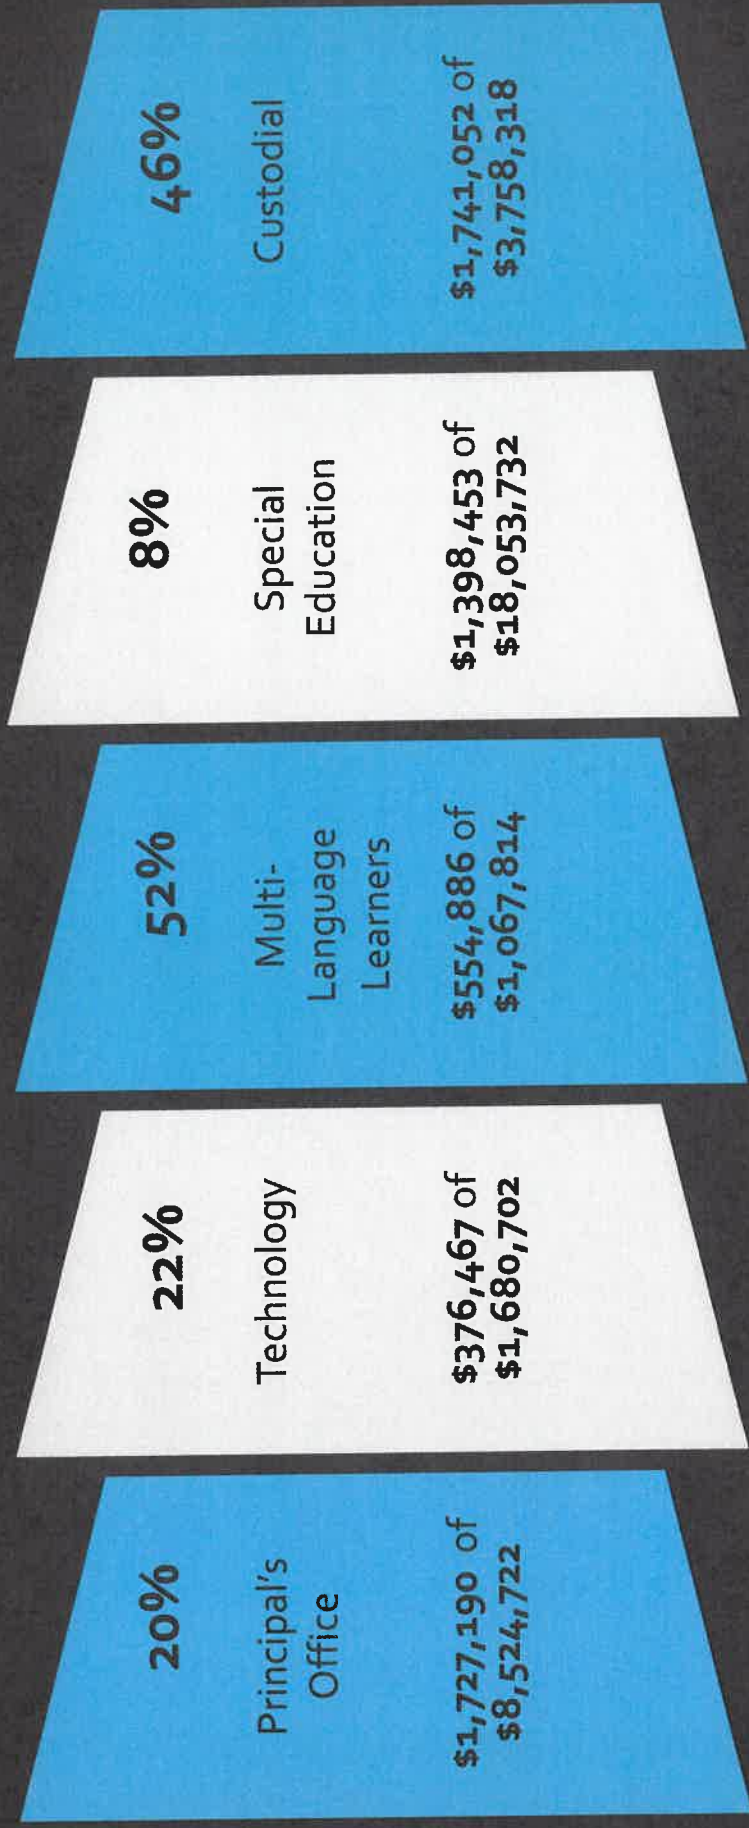 20%
Principal's
Office
$1,727,190 of
$8,524,722
22%
Technology
$376,467 of
$1,680,702
52%
Multi-
Language
Learners
$554,886 of
$1,067,814
8%
Special
Education
$1,398,453 of
$18,053,732
46%
Custodial
$1,741,052 of
$3,758,318